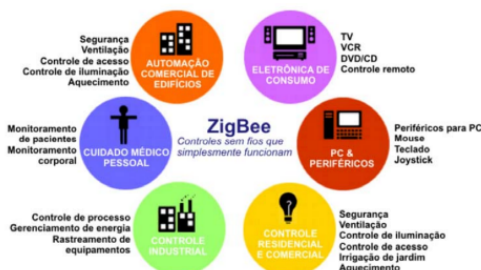 Segurança
Ventilação
Controle de acesso
Controle de iluminação
Aquecimento
AUTOMAÇÃO
COMERCIAL DE
EDIFÍCIOS
ELETRÔNICA DE
CONSUMO
TV
VCR
DVD/CD
Controle remoto
Monitoramento
de pacientes
Monitoramento
corporal
CUIDADO MÉDICO
PESSOAL
ZigBee
Controles sem fios que
simplesmente funcionam
PC &
PERIFÉRICOS
Periféricos para PC
Mouse
Teclado
Joystick
Controle de processo
Gerenciamento de energia
Rastreamento de
equipamentos
CONTROLE
INDUSTRIAL
CONTROLE
RESIDENCIAL
E COMERCIAL
Segurança
Ventilação
Controle de iluminação
Controle de acesso
Irrigação de jardim
Aquecimento